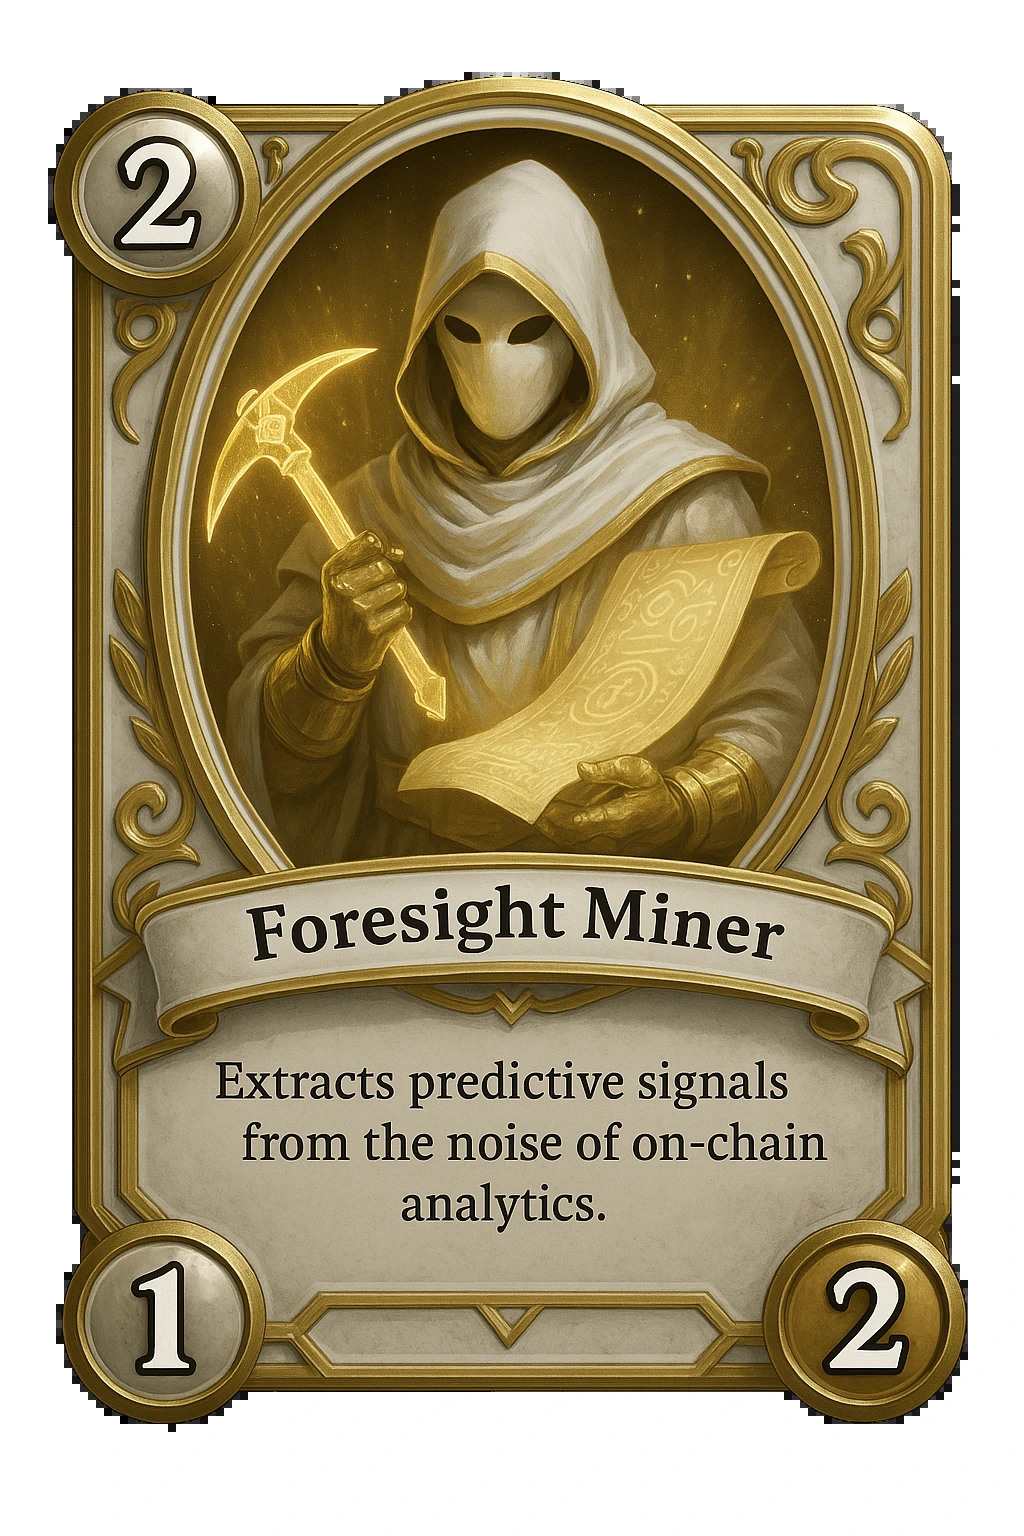 2
Foresight Miner
Extracts predictive signals
from the noise of on-chain
analytics.
1
2